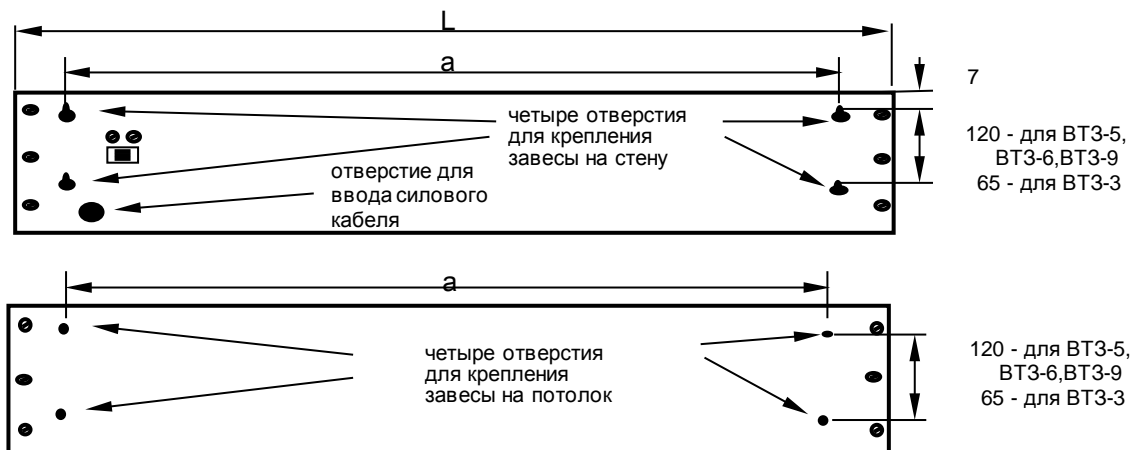 L
a
7
четыре отверстия
для крепления
завесы на стену
120 - для ВТЗ-5,
ВТЗ-6,ВТЗ-9
65 - для ВТЗ-3
отверстие для
ввода силового
кабеля
a
четыре отверстия
для крепления
завесы на потолок
120 - для ВТЗ-5,
ВТЗ-6,ВТЗ-9
65 - для ВТЗ-3